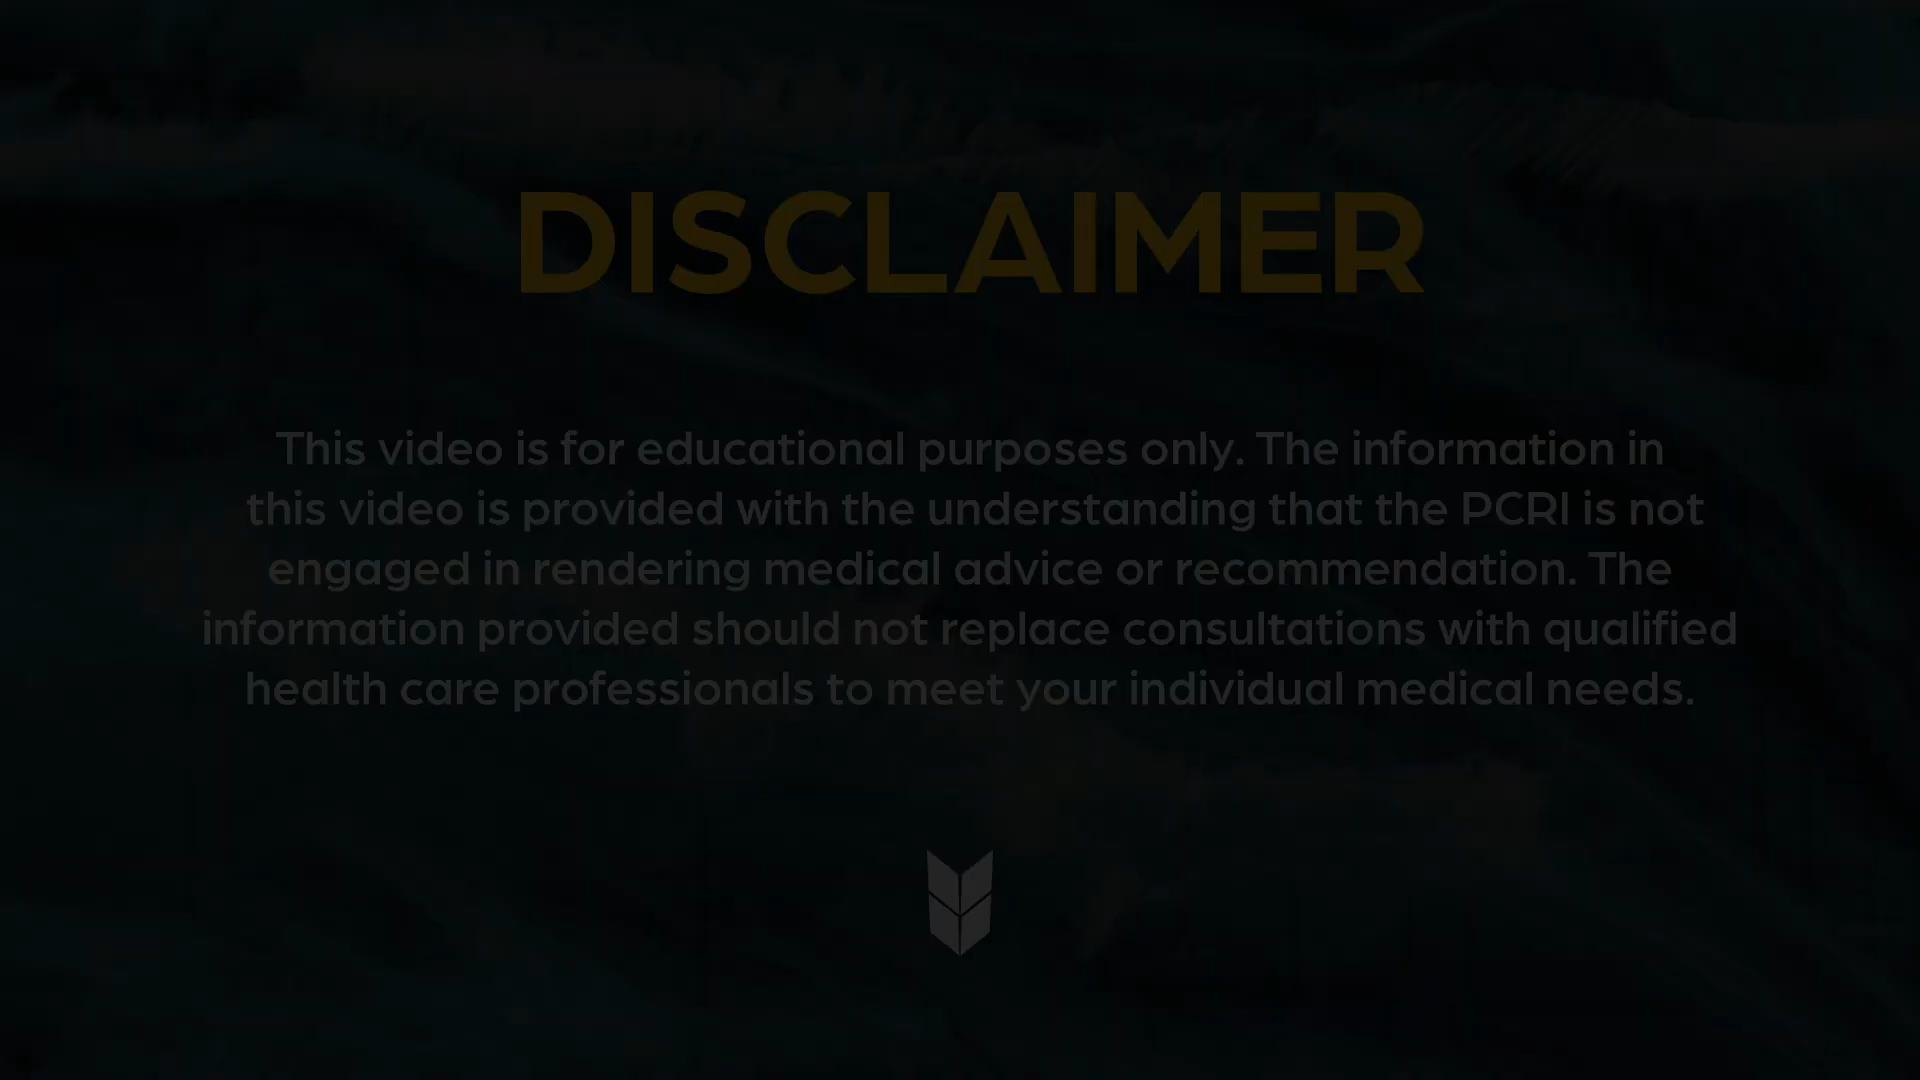 DISCLAIMER
This video is for educational purposes only. The information in
this video is provided with the understanding that the PCRI is not
engaged in rendering medical advice or recommendation. The
information provided should not replace consultations with qualified
health care professionals to meet your individual medical needs.